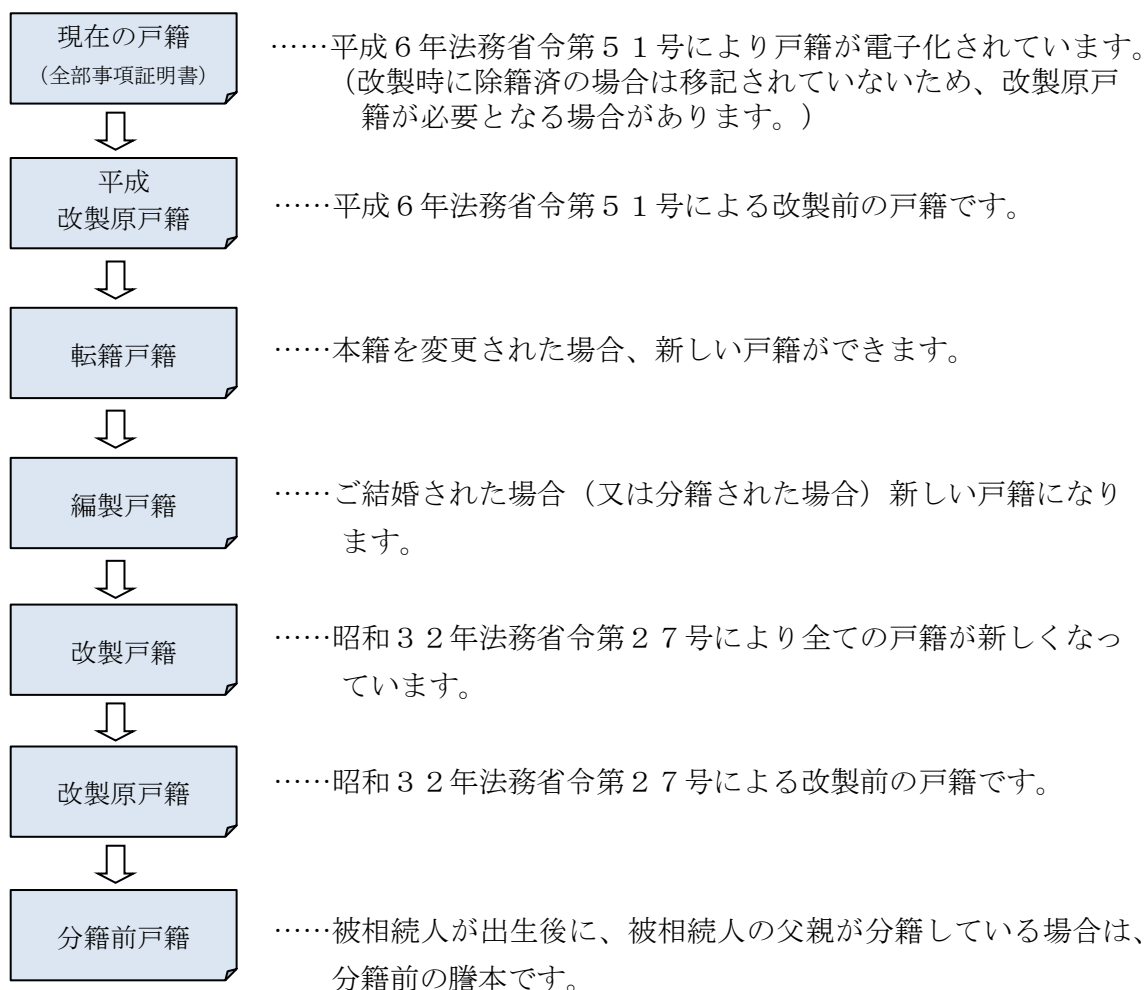 現在の戸籍
（全部事項証明書）
……平成６年法務省令第５１号により戸籍が電子化されています。
（改製時に除籍済の場合は移記されていないため、改製原戸
籍が必要となる場合があります。）
平成
改製原戸籍
……平成６年法務省令第５１号による改製前の戸籍です。
転籍戸籍
……本籍を変更された場合、新しい戸籍ができます。
編製戸籍
……ご結婚された場合（又は分籍された場合）新しい戸籍になり
ます。
改製戸籍
……昭和３２年法務省令第２７号により全ての戸籍が新しくなっ
ています。
改製原戸籍
……昭和３２年法務省令第２７号による改製前の戸籍です。
分籍前戸籍
……被相続人が出生後に、被相続人の父親が分籍している場合は、
分籍前の謄本です。